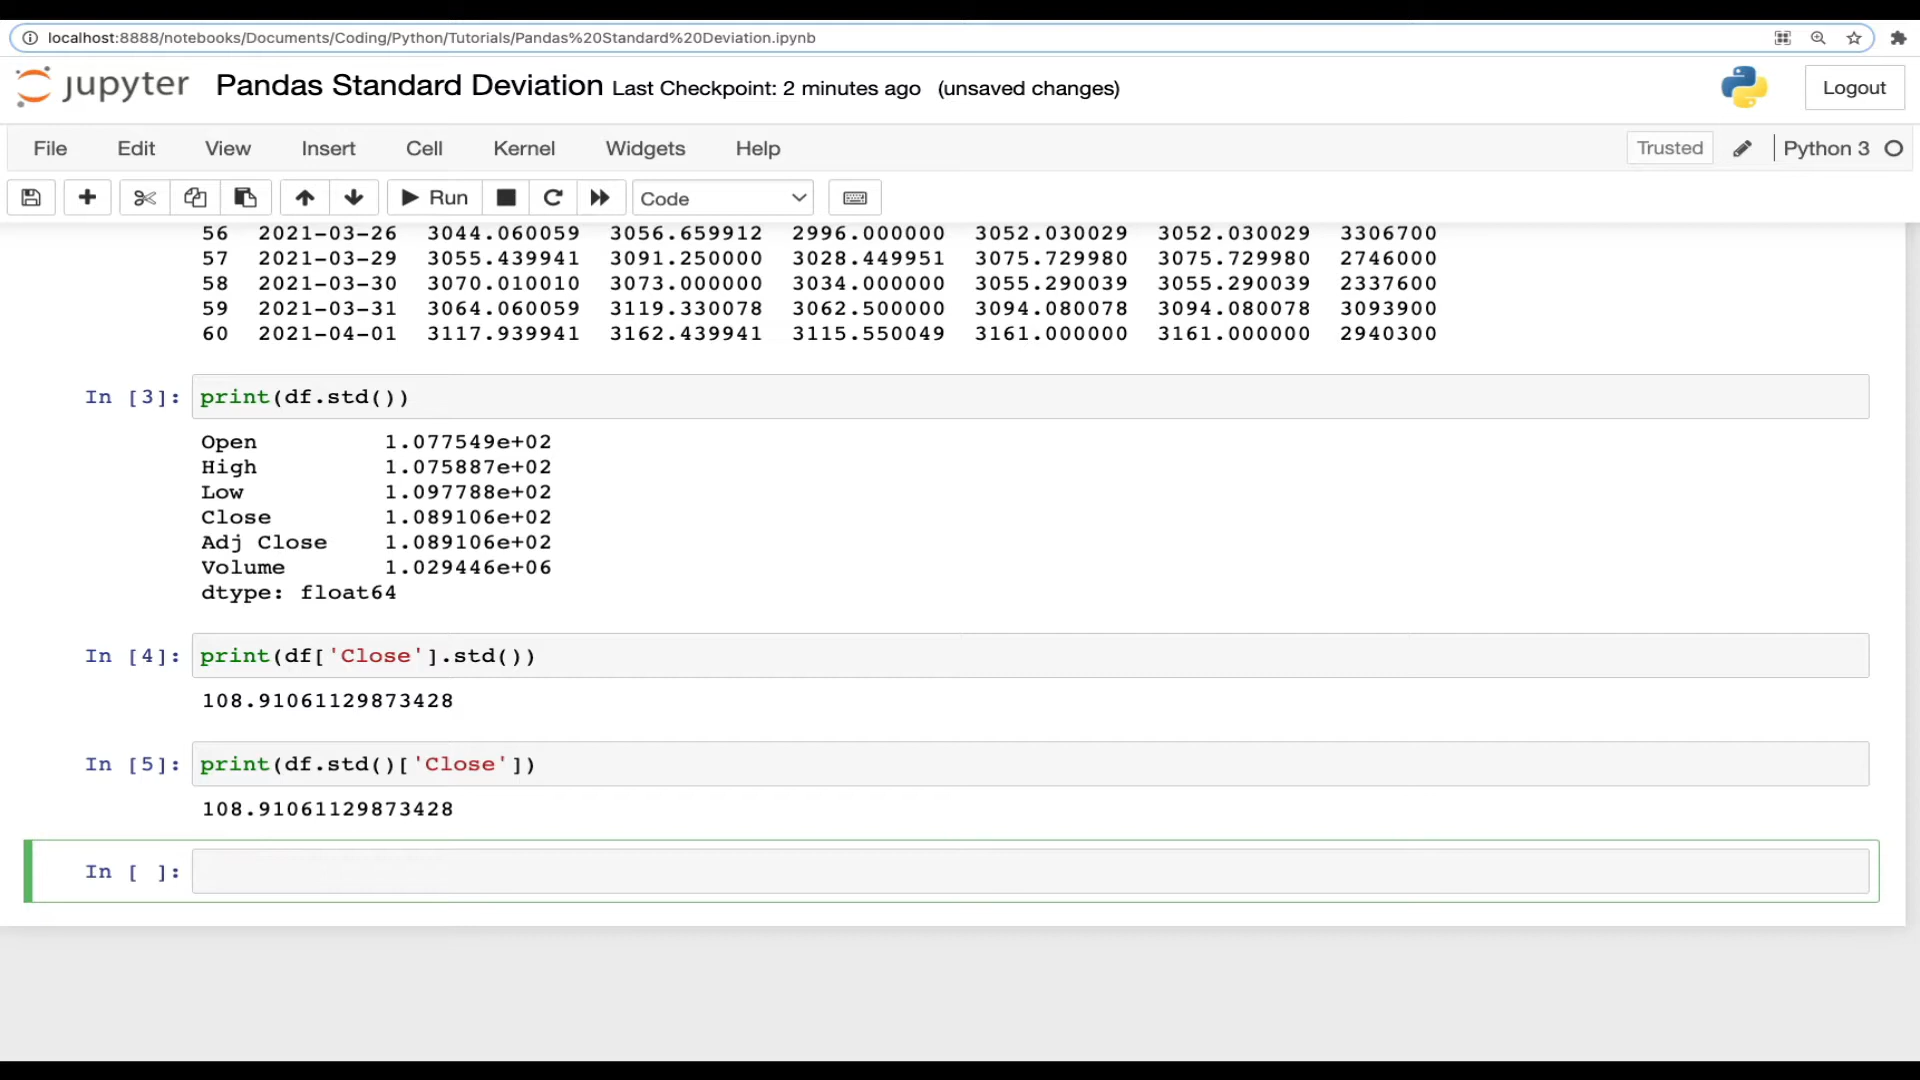 localhost:8888/notebooks/Documents/Coding/Python/Tutorials/Pandas%20Standard%20Deviation.ipynb
jupyter Pandas Standard Deviation Last Checkpoint: 2 minutes ago (unsaved changes) Logout
File Edit View Insert Cell Kernel Widgets Help Trusted Python 3
Run Code
56 2021-03-26 3044.060059 3056.659912 2996.000000 3052.030029 3052.030029 3306700
57 2021-03-29 3055.439941 3091.250000 3028.449951 3075.729980 3075.729980 2746000
58 2021-03-30 3070.010010 3073.000000 3034.000000 3055.290039 3055.290039 2337600
59 2021-03-31 3064.060059 3119.330078 3062.500000 3094.080078 3094.080078 3093900
60 2021-04-01 3117.939941 3162.439941 3115.550049 3161.000000 3161.000000 2940300
In [3]: print(df.std())
Open 1.077549e+02
High 1.075887e+02
Low 1.097788e+02
Close 1.089106e+02
Adj Close 1.089106e+02
Volume 1.029446e+06
dtype: float64
In [4]: print(df['Close'].std())
108.91061129873428
In [5]: print(df.std()['Close'])
108.91061129873428
In [ ]: